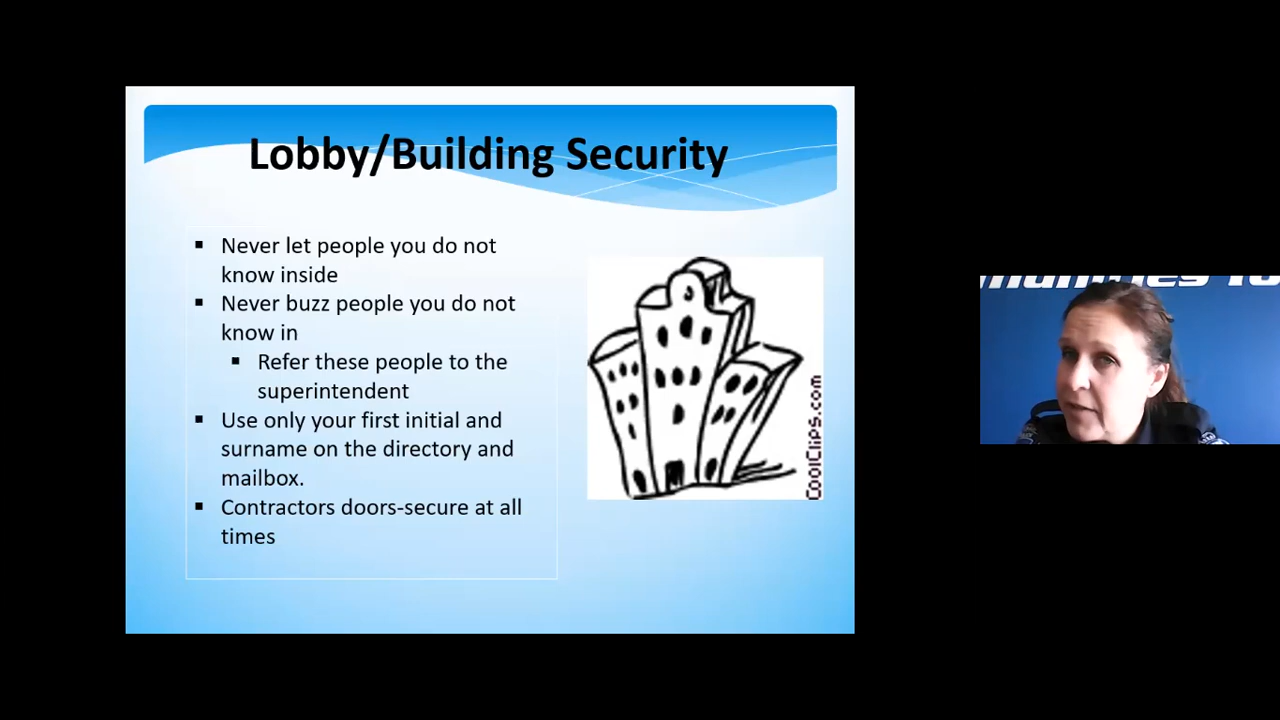 Lobby/Building Security
▪ Never let people you do not
know inside
▪ Never buzz people you do not
know in
▪ Refer these people to the
superintendent
▪ Use only your first initial and
surname on the directory and
mailbox.
▪ Contractors doors-secure at all
times
CoolClips.com